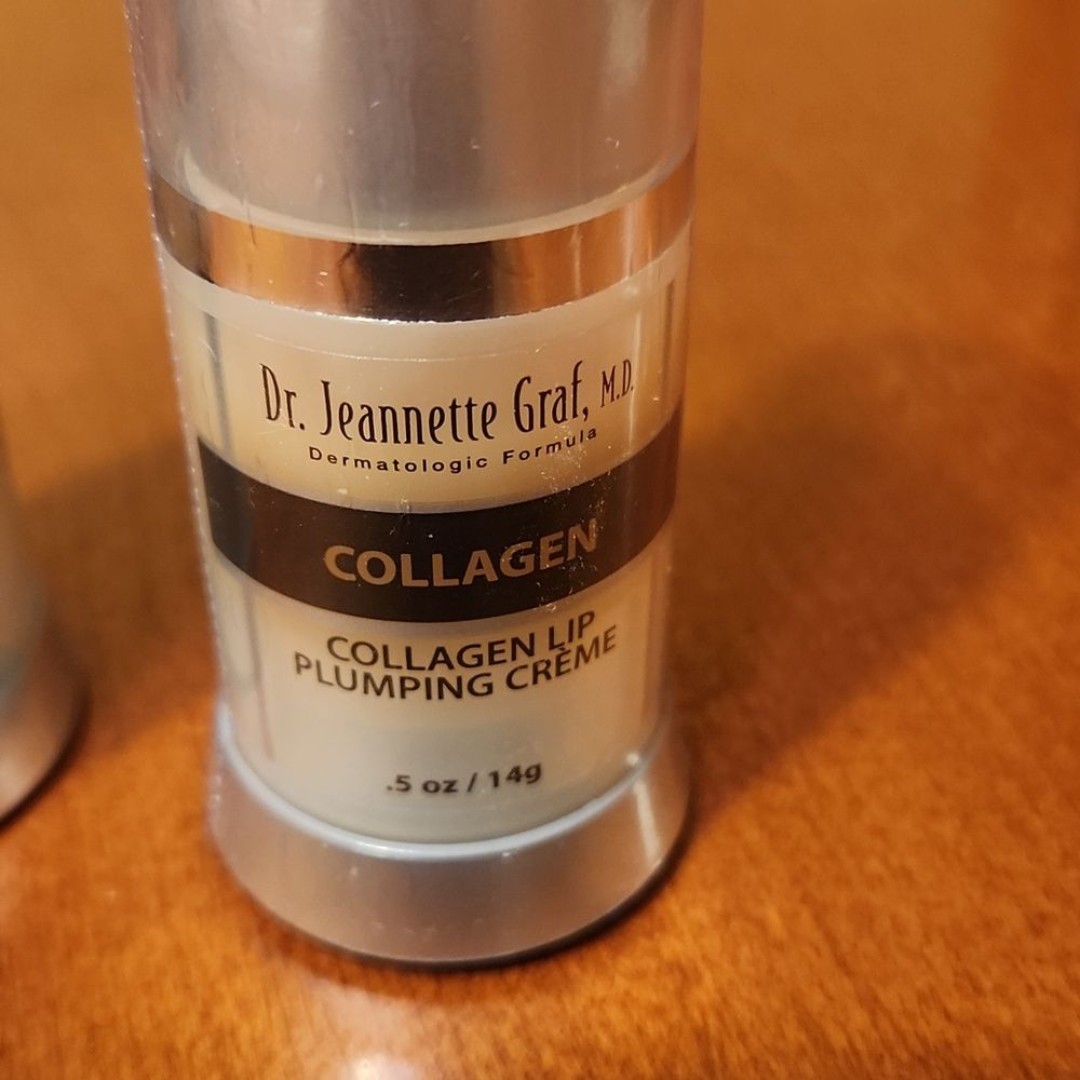 Dr. Jeannette Graf, M.D.
Dermatologic Formula
COLLAGEN
COLLAGEN LIP
PLUMPING CRÈME
.5 oz / 14g